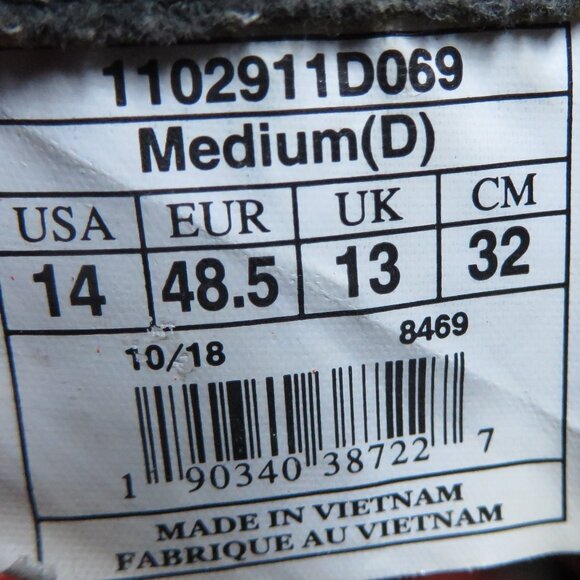 1102911D069
Medium(D)
USA EUR UK CM
14 48.5 13 32
10/18 8469
1 90340 38722 7
MADE IN VIETNAM
FABRIQUE AU VIETNAM